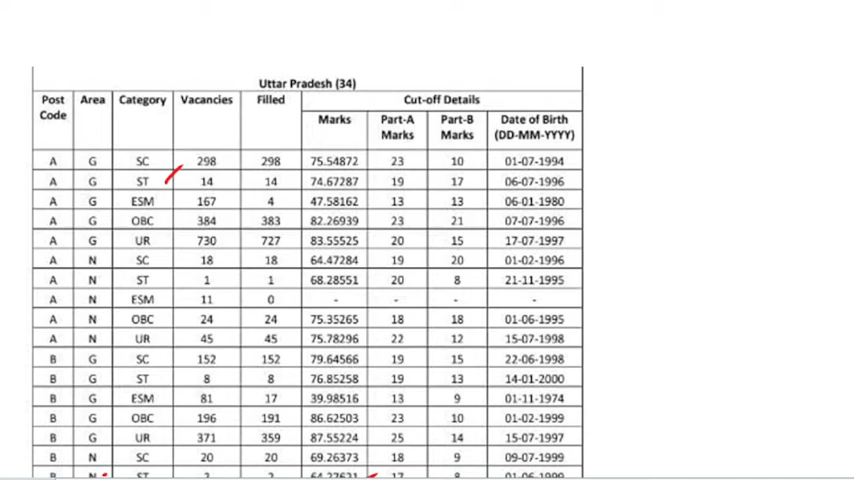 Uttar Pradesh (34)
Post Code Area Category Vacancies Filled Cut-off Details
Marks Part-A Marks Part-B Marks Date of Birth (DD-MM-YYYY)
A G SC 298 298 75.54872 23 10 01-07-1994
A G ST 14 14 74.67287 19 17 06-07-1996
A G ESM 167 4 47.58162 13 13 06-01-1980
A G OBC 384 383 82.26939 23 21 07-07-1996
A G UR 730 727 83.55525 20 15 17-07-1997
A N SC 18 18 64.47284 19 20 01-02-1996
A N ST 1 1 68.28551 20 8 21-11-1995
A N ESM 11 0 - - - -
A N OBC 24 24 75.35265 18 18 01-06-1995
A N UR 45 45 75.78296 22 12 15-07-1998
B G SC 152 152 79.64566 19 15 22-06-1998
B G ST 8 8 76.85258 19 13 14-01-2000
B G ESM 81 17 39.98516 13 9 01-11-1974
B G OBC 196 191 86.62503 23 10 01-02-1999
B G UR 371 359 87.55224 25 14 15-07-1997
B N SC 20 20 69.26373 18 9 09-07-1999
B N ST